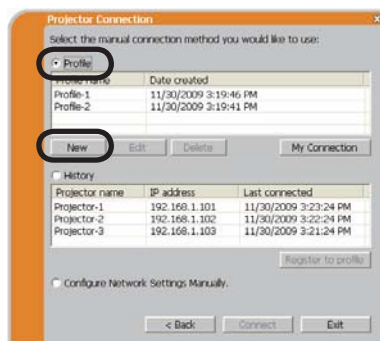 Projector Connection x
Select the manual connection method you would like to use:
Profile
Profile name Date created
Profile-1 11/30/2009 3:19:46 PM
Profile-2 11/30/2009 3:19:41 PM
New Edit Delete My Connection
History
Projector name IP address Last connected
Projector-1 192.168.1.101 11/30/2009 3:23:24 PM
Projector-2 192.168.1.102 11/30/2009 3:22:24 PM
Projector-3 192.168.1.103 11/30/2009 3:21:24 PM
Register to profile
Configure Network Settings Manually.
< Back Connect Exit